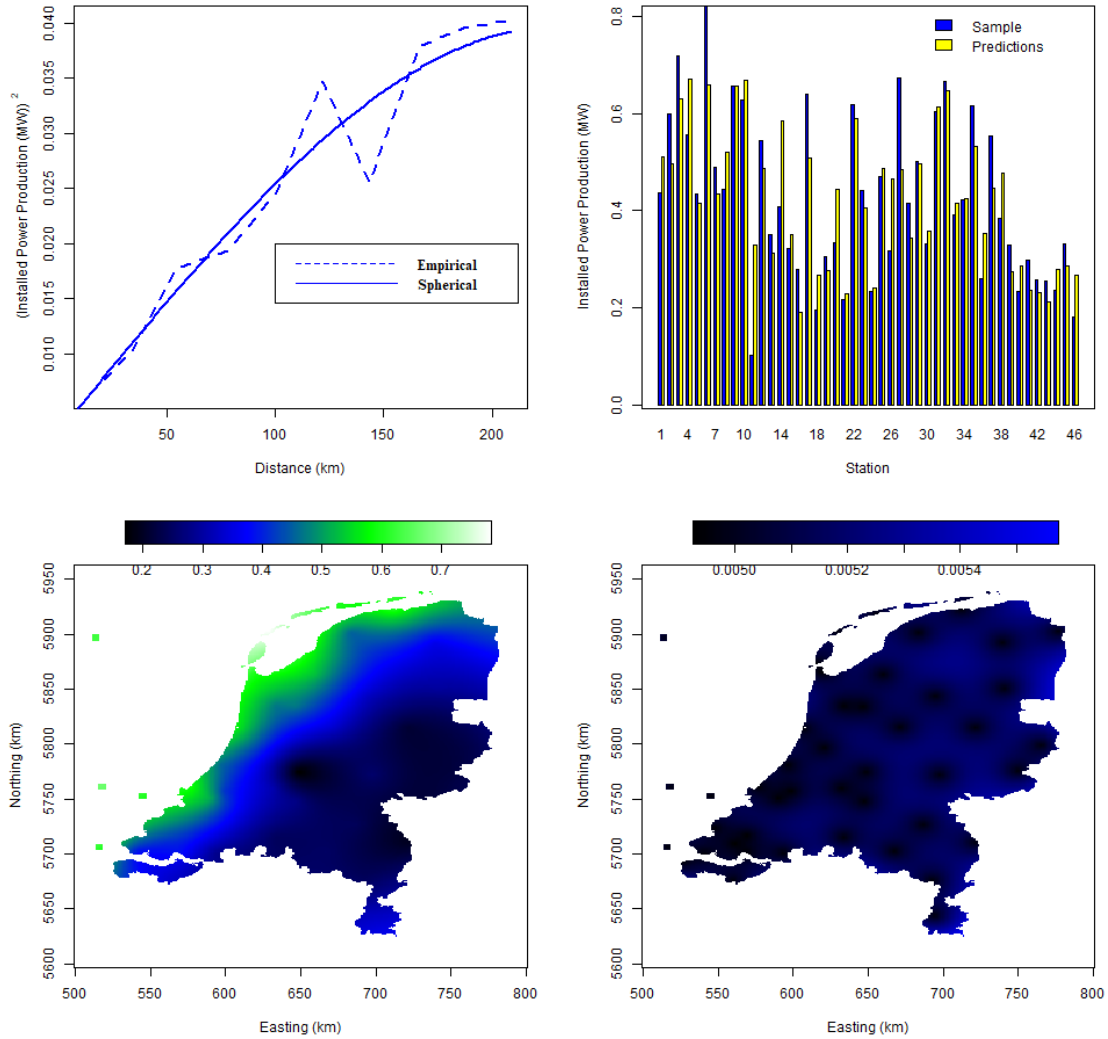 (Installed Power Production (MW)) 2
0.040
0.035
0.030
0.025
0.020
0.015
0.010
Empirical
Spherical
50 100 150 200
Distance (km)
Installed Power Production (MW)
0.8
0.6
0.4
0.2
0.0
Sample
Predictions
1 4 7 10 14 18 22 26 30 34 38 42 46
Station
0.2 0.3 0.4 0.5 0.6 0.7
Northing (km)
5950
5900
5850
5800
5750
5700
5650
5600
500 550 600 650 700 750 800
Easting (km)
0.0050 0.0052 0.0054
Northing (km)
5950
5900
5850
5800
5750
5700
5650
5600
500 550 600 650 700 750 800
Easting (km)